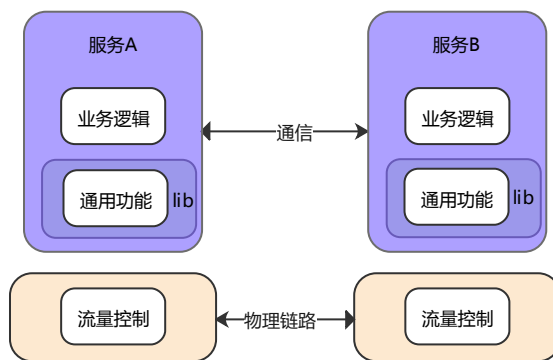 服务A
服务B
业务逻辑
业务逻辑
通信
通用功能
lib
通用功能
lib
流量控制
物理链路
流量控制